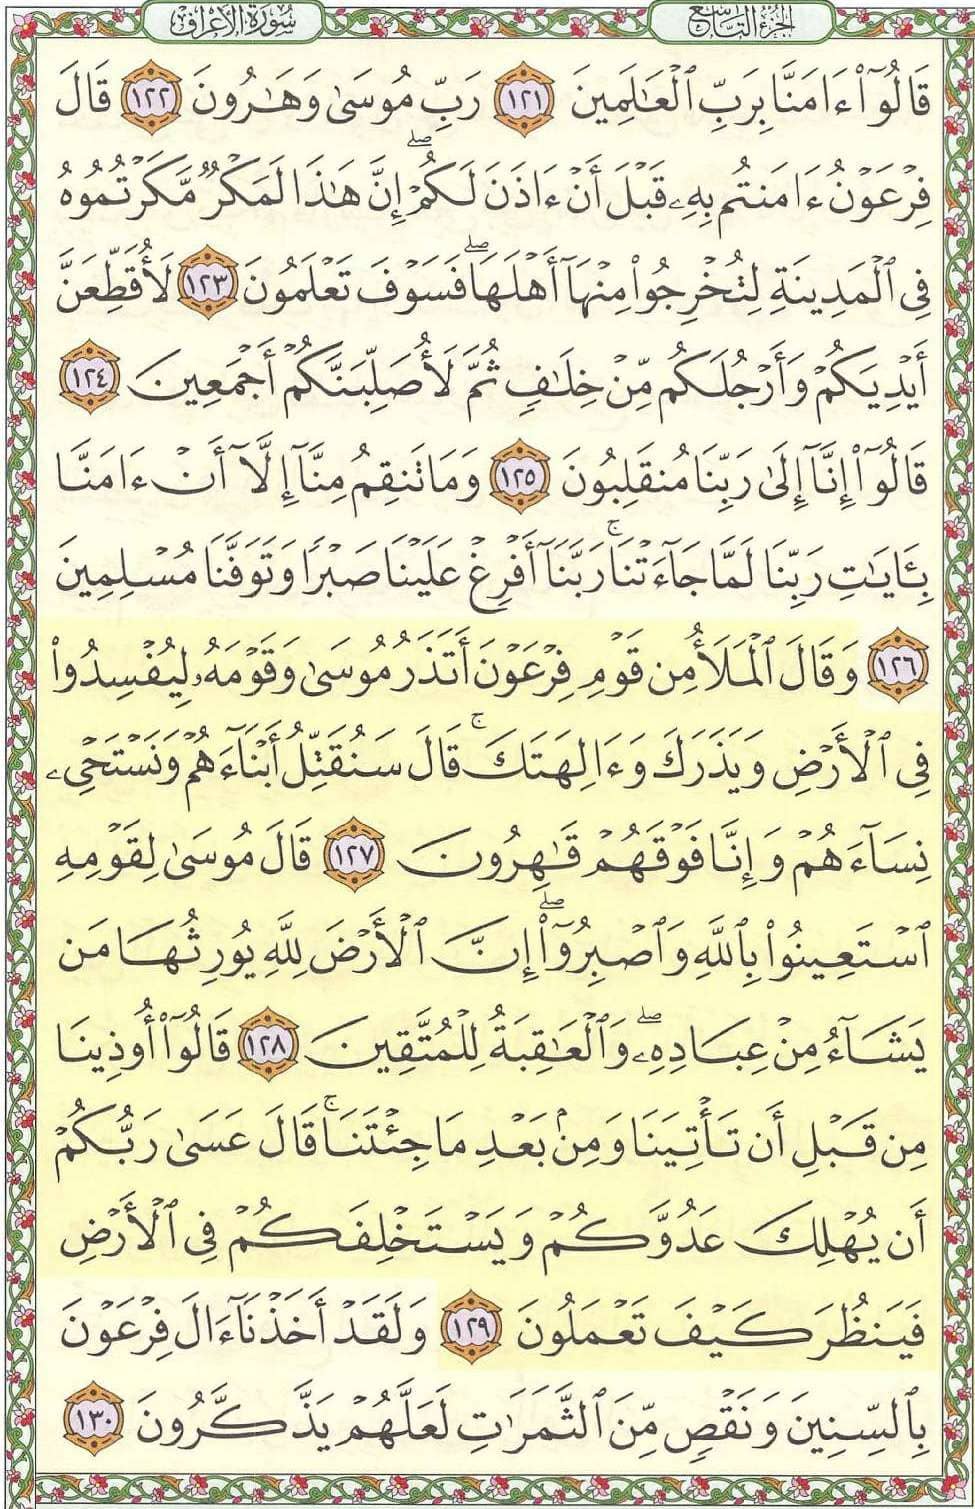 الجزء التاسع
سورة الأعراف
قَالُوٓا۟ ءَامَنَّا بِرَبِّ ٱلْعَٰلَمِينَ ١٢١ رَبِّ مُوسَىٰ وَهَٰرُونَ ١٢٢ قَالَ
فِرْعَوْنُ ءَامَنتُم بِهِۦ قَبْلَ أَنْ ءَاذَنَ لَكُمْ ۖ إِنَّ هَٰذَا لَمَكْرٌ مَّكَرْتُمُوهُ
فِى ٱلْمَدِينَةِ لِتُخْرِجُوا۟ مِنْهَآ أَهْلَهَا ۖ فَسَوْفَ تَعْلَمُونَ ١٢٣ لَأُقَطِّعَنَّ
أَيْدِيَكُمْ وَأَرْجُلَكُم مِّنْ خِلَٰفٍ ثُمَّ لَأُصَلِّبَنَّكُمْ أَجْمَعِينَ ١٢٤
قَالُوٓا۟ إِنَّآ إِلَىٰ رَبِّنَا مُنقَلِبُونَ ١٢٥ وَمَا تَنقِمُ مِنَّآ إِلَّآ أَنْ ءَامَنَّا
بِـَٔايَٰتِ رَبِّنَا لَمَّا جَآءَتْنَا ۚ رَبَّنَآ أَفْرِغْ عَلَيْنَا صَبْرًا وَتَوَفَّنَا مُسْلِمِينَ
١٢٦ وَقَالَ ٱلْمَلَأُ مِن قَوْمِ فِرْعَوْنَ أَتَذَرُ مُوسَىٰ وَقَوْمَهُۥ لِيُفْسِدُوا۟
فِى ٱلْأَرْضِ وَيَذَرَكَ وَءَالِهَتَكَ ۚ قَالَ سَنُقَتِّلُ أَبْنَآءَهُمْ وَنَسْتَحْىِۦ
نِسَآءَهُمْ وَإِنَّا فَوْقَهُمْ قَٰهِرُونَ ١٢٧ قَالَ مُوسَىٰ لِقَوْمِهِ
ٱسْتَعِينُوا۟ بِٱللَّهِ وَٱصْبِرُوٓا۟ ۖ إِنَّ ٱلْأَرْضَ لِلَّهِ يُورِثُهَا مَن
يَشَآءُ مِنْ عِبَادِهِۦ ۖ وَٱلْعَٰقِبَةُ لِلْمُتَّقِينَ ١٢٨ قَالُوٓا۟ أُوذِينَا
مِن قَبْلِ أَن تَأْتِيَنَا وَمِنۢ بَعْدِ مَا جِئْتَنَا ۚ قَالَ عَسَىٰ رَبُّكُمْ
أَن يُهْلِكَ عَدُوَّكُمْ وَيَسْتَخْلِفَكُمْ فِى ٱلْأَرْضِ
فَيَنظُرَ كَيْفَ تَعْمَلُونَ ١٢٩ وَلَقَدْ أَخَذْنَآ ءَالَ فِرْعَوْنَ
بِٱلسِّنِينَ وَنَقْصٍ مِّنَ ٱلثَّمَرَٰتِ لَعَلَّهُمْ يَذَّكَّرُونَ ١٣٠